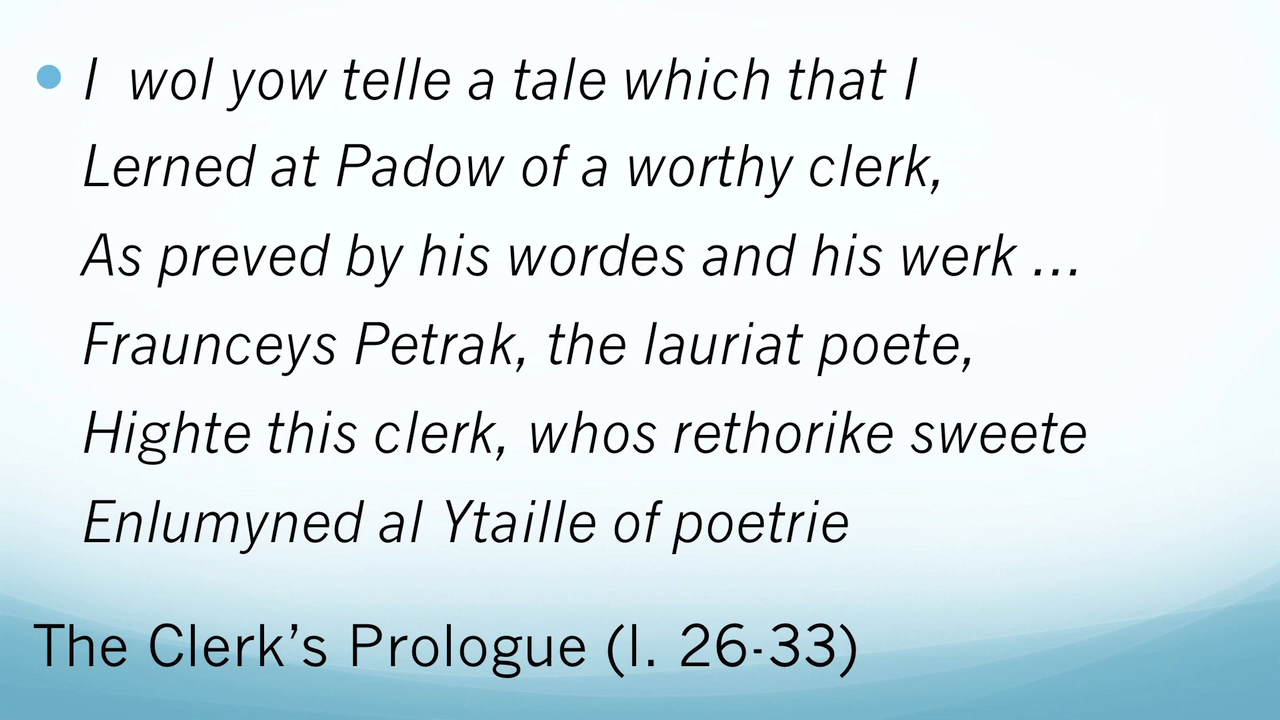 • I wol yow telle a tale which that I
Lerned at Padow of a worthy clerk,
As preved by his wordes and his werk ...
Fraunceys Petrak, the lauriat poete,
Highte this clerk, whos rethorike sweete
Enlumyned al Ytaille of poetrie
The Clerk’s Prologue (l. 26-33)